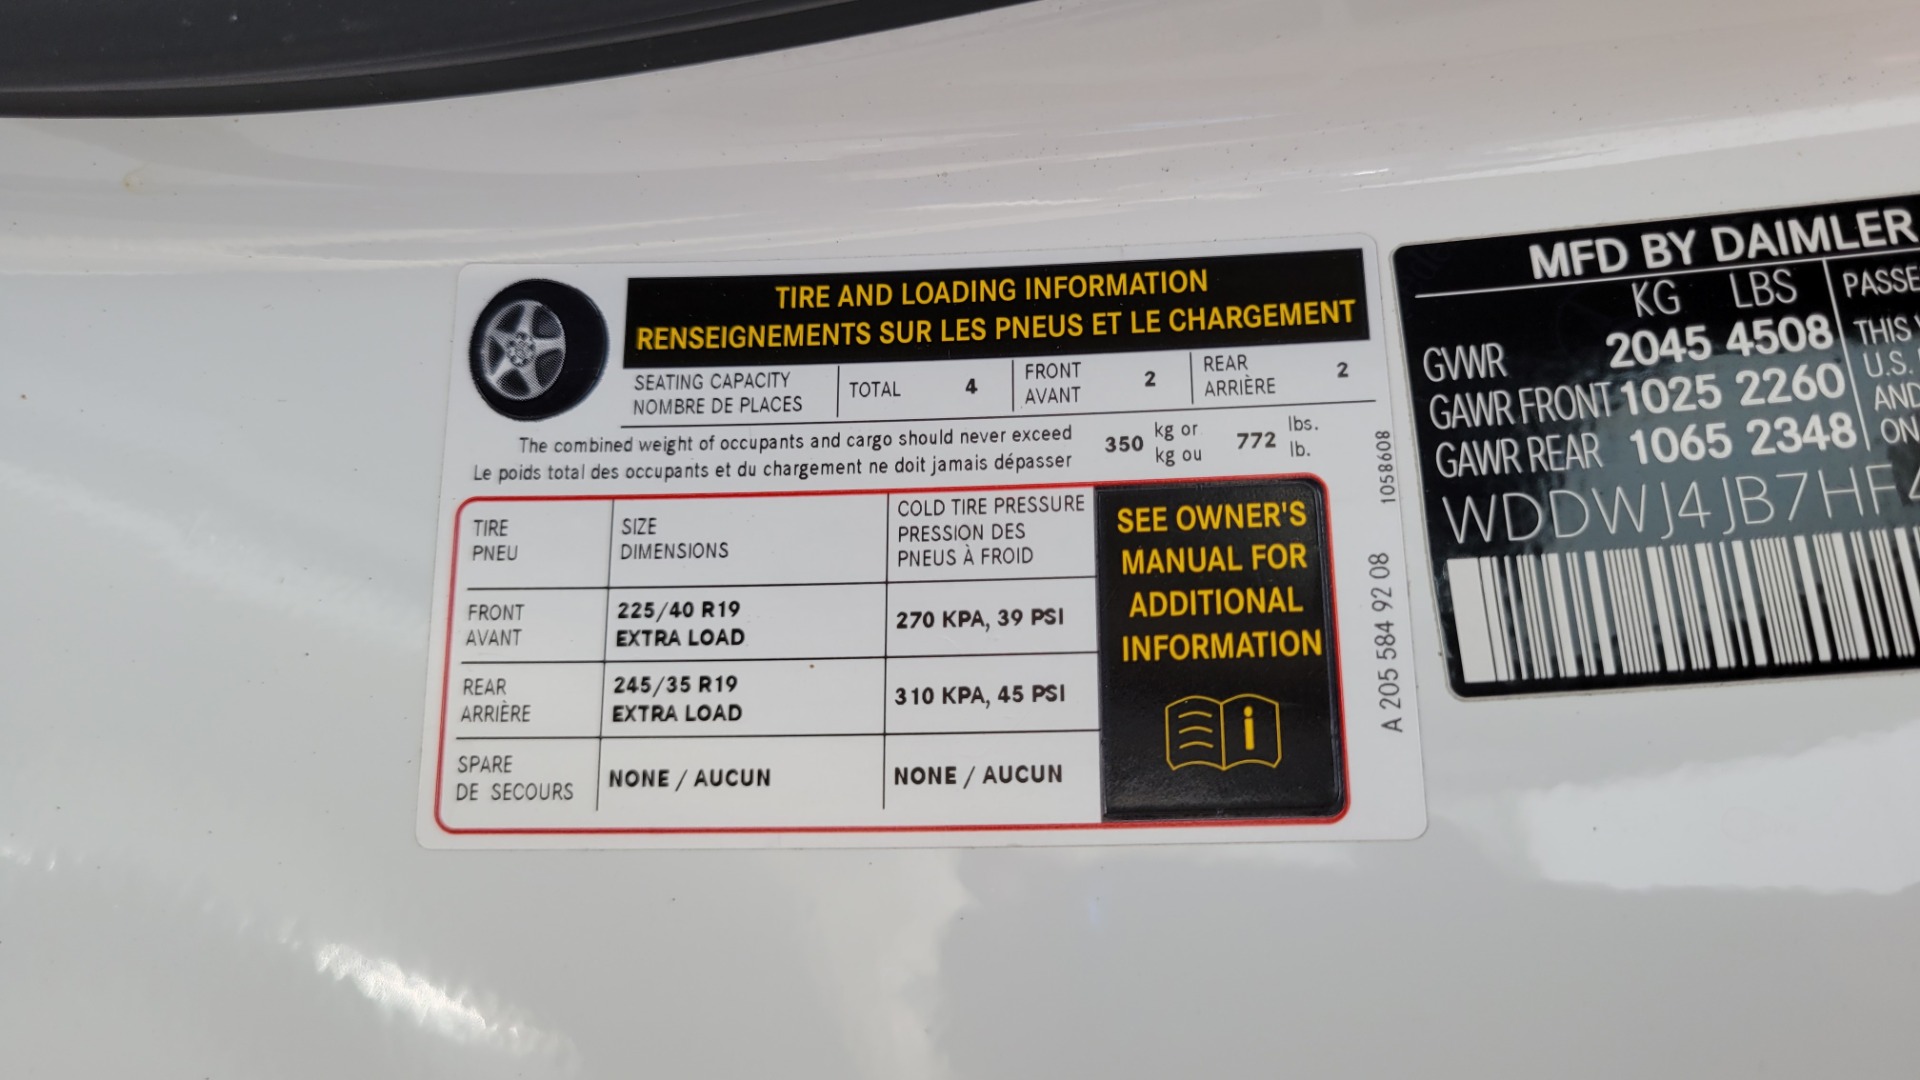 TIRE AND LOADING INFORMATION
RENSEIGNEMENTS SUR LES PNEUS ET LE CHARGEMENT
SEATING CAPACITY
NOMBRE DE PLACES
TOTAL 4
FRONT
AVANT
2
REAR
ARRIÈRE
2
The combined weight of occupants and cargo should never exceed
Le poids total des occupants et du chargement ne doit jamais dépasser
350
kg or
kg ou
772
lbs.
lb.
TIRE
PNEU
SIZE
DIMENSIONS
COLD TIRE PRESSURE
PRESSION DES
PNEUS À FROID
FRONT
AVANT
225/40 R19
EXTRA LOAD
270 KPA, 39 PSI
REAR
ARRIÈRE
245/35 R19
EXTRA LOAD
310 KPA, 45 PSI
SPARE
DE SECOURS
NONE / AUCUN
NONE / AUCUN
SEE OWNER'S
MANUAL FOR
ADDITIONAL
INFORMATION
i
1058608
A 205 584 92 08
MFD BY DAIMLER
KG LBS
GVWR 2045 4508
GAWR FRONT 1025 2260
GAWR REAR 1065 2348
PASSE
THIS
U.S.
AND
ON
WDDWJ4JB7HF